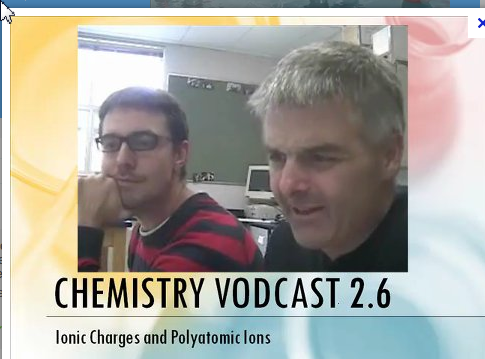 CHEMISTRY VODCAST 2.6
Ionic Charges and Polyatomic Ions